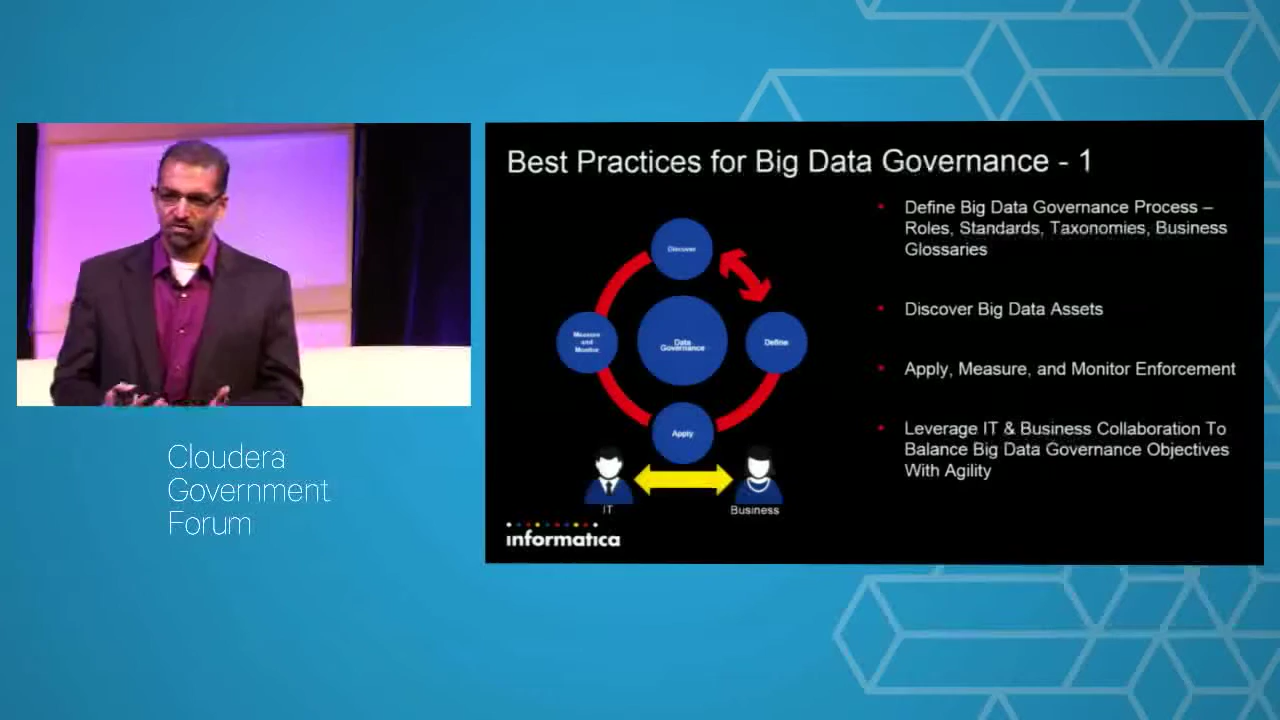 Best Practices for Big Data Governance - 1
Discover
Measure
and
Monitor
Data
Governance
Define
Apply
IT
Business
informatica
• Define Big Data Governance Process –
Roles, Standards, Taxonomies, Business
Glossaries
• Discover Big Data Assets
• Apply, Measure, and Monitor Enforcement
• Leverage IT & Business Collaboration To
Balance Big Data Governance Objectives
With Agility
Cloudera
Government
Forum